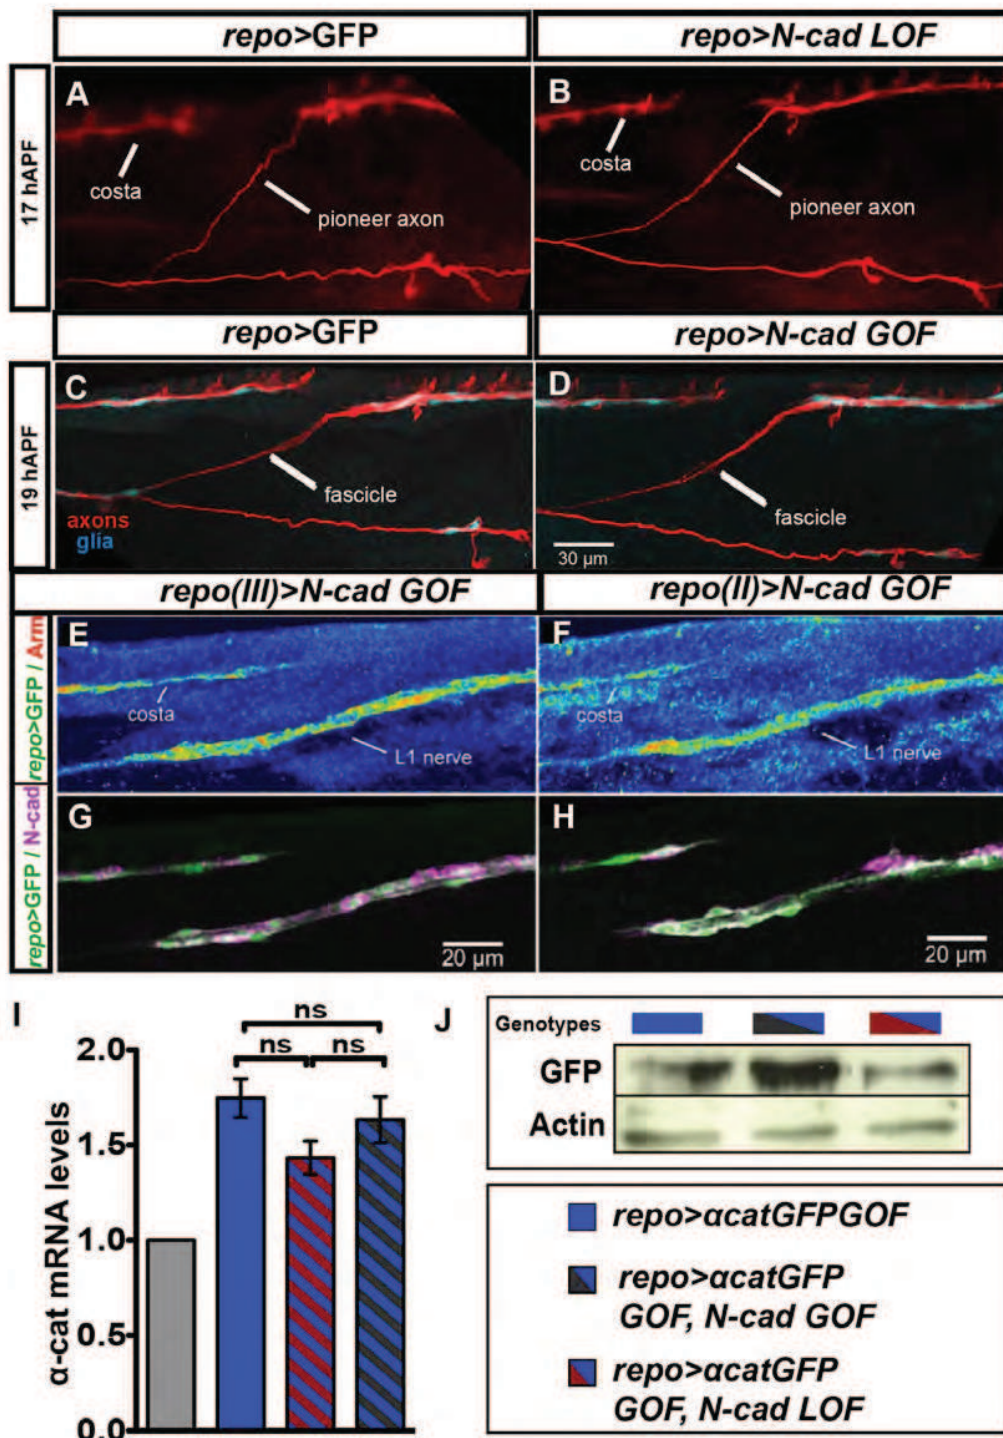 repo>GFP
repo>N-cad LOF
17 hAPF
A
costa
pioneer axon
B
costa
pioneer axon
repo>GFP
repo>N-cad GOF
19 hAPF
C
fascicle
axons
glia
D
fascicle
30 µm
repo(III)>N-cad GOF
repo(II)>N-cad GOF
repo>GFP / Arm
E
costa
L1 nerve
F
costa
L1 nerve
repo>GFP / N-cad
G
20 µm
H
20 µm
I
α-cat mRNA levels
2.0
1.5
1.0
0.5
0.0
ns
ns
ns
J
Genotypes
GFP
Actin
repo>αcatGFPGOF
repo>αcatGFP
GOF, N-cad GOF
repo>αcatGFP
GOF, N-cad LOF